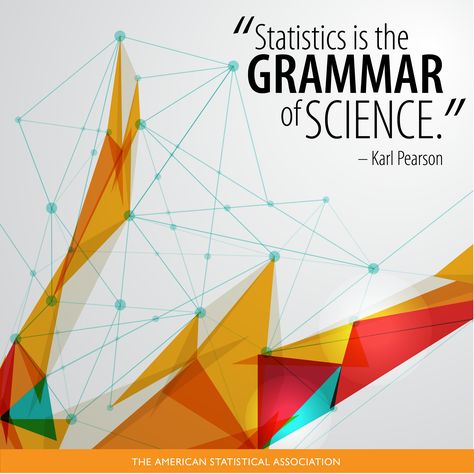 “Statistics is the
GRAMMAR
of SCIENCE.”
– Karl Pearson
THE AMERICAN STATISTICAL ASSOCIATION